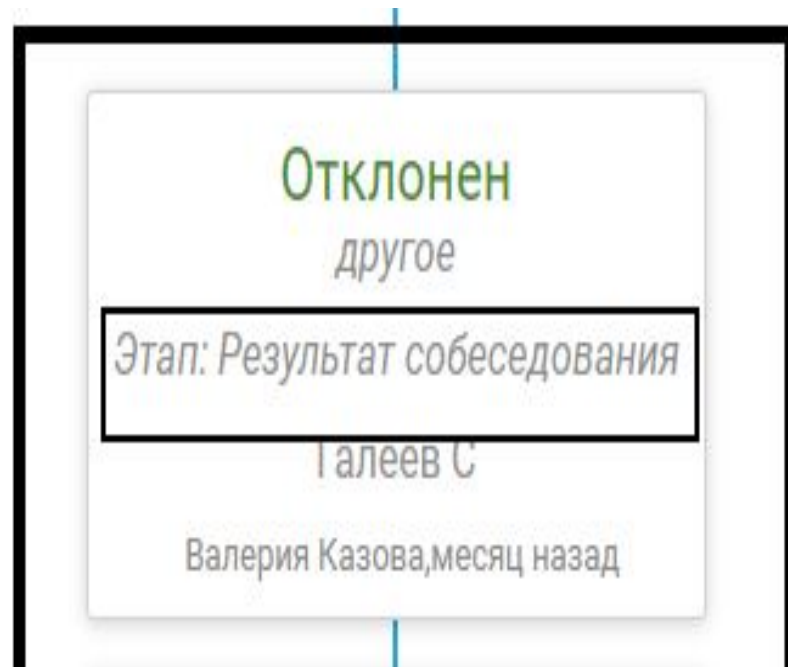 Отклонен
другое
Этап: Результат собеседования
Галеев С
Валерия Казова,месяц назад